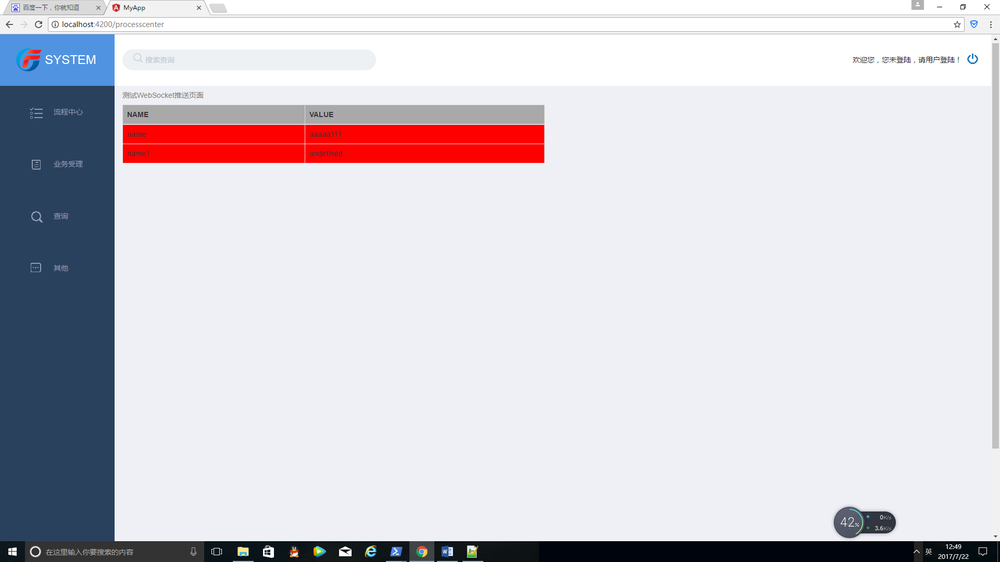 百度一下，你就知道
MyApp
localhost:4200/processcenter
SYSTEM
搜索查询
欢迎您，您未登陆，请用户登陆！
流程中心
业务受理
查询
其他
测试WebSocket推送页面
NAME VALUE
name aaaaa111
name1 undefined
42%
0K/s
3.6K/s
在这里输入你要搜索的内容
英
12:49
2017/7/22